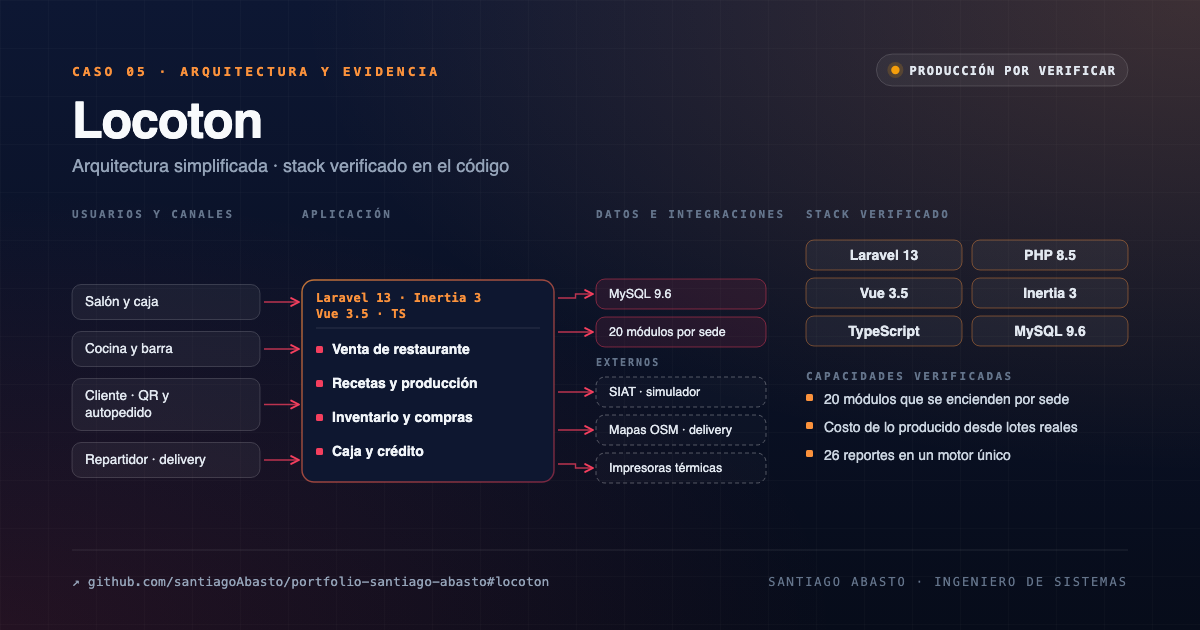 CASO 05 · ARQUITECTURA Y EVIDENCIA
PRODUCCIÓN POR VERIFICAR
Locoton
Arquitectura simplificada · stack verificado en el código
USUARIOS Y CANALES
Salón y caja
Cocina y barra
Cliente · QR y
autopedido
Repartidor · delivery
APLICACIÓN
Laravel 13 · Inertia 3
Vue 3.5 · TS
Venta de restaurante
Recetas y producción
Inventario y compras
Caja y crédito
DATOS E INTEGRACIONES
MySQL 9.6
20 módulos por sede
EXTERNOS
SIAT · simulador
Mapas OSM · delivery
Impresoras térmicas
STACK VERIFICADO
Laravel 13
PHP 8.5
Vue 3.5
Inertia 3
TypeScript
MySQL 9.6
CAPACIDADES VERIFICADAS
20 módulos que se encienden por sede
Costo de lo producido desde lotes reales
26 reportes en un motor único
↗ github.com/santiagoAbasto/portfolio-santiago-abasto#locoton
SANTIAGO ABASTO · INGENIERO DE SISTEMAS